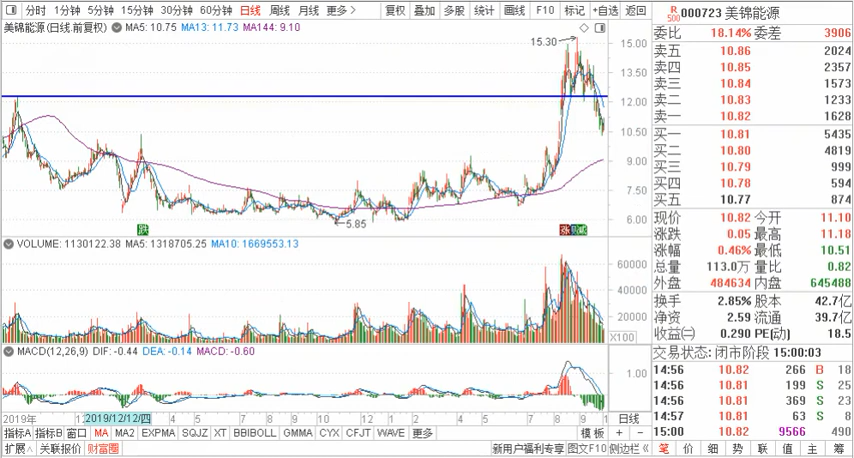 分时 1分钟 5分钟 15分钟 30分钟 60分钟 日线 周线 月线 更多 > 复权 叠加 多股 统计 画线 F10 标记 +自选 返回
R 500 000723 美锦能源
美锦能源(日线.前复权) MA5: 10.75 MA13: 11.73 MA144: 9.10
委比 18.14% 委差 3906
卖五 10.86 2024
卖四 10.85 2357
卖三 10.84 1573
卖二 10.83 1233
卖一 10.82 1628
买一 10.81 5435
买二 10.80 4819
买三 10.79 999
买四 10.78 594
买五 10.77 874
现价 10.82 今开 11.10
涨跌 0.05 最高 11.18
涨幅 0.46% 最低 10.51
总量 113.0万 量比 0.82
外盘 484634 内盘 645488
换手 2.85% 股本 42.7亿
净资 2.59 流通 39.7亿
收益㈡ 0.290 PE(动) 18.5
交易状态: 闭市阶段 15:00:03
14:56 10.82 266 B 18
14:56 10.81 199 S 25
14:56 10.81 369 S 23
14:57 10.81 63 S 8
15:00 10.82 9566 490
笔 价 细 势 联 值 主 筹
15.30
15.00
13.50
12.00
10.50
9.00
7.50
6.00
5.85
跌
涨
减
VOLUME: 1130122.38 MA5: 1318705.25 MA10: 1669553.13
60000
40000
20000
X100
MACD(12,26,9) DIF: -0.44 DEA: -0.14 MACD: -0.60
1.00
2019年 2019/12/12/四 4 5 7 8 9 10 12 1 2 4 5 7 8 9 1 日线
指标A 指标B 窗口 MA MA2 EXPMA SQJZ XT BBIBOLL GMMA CYX CFJT WAVE 更多 模板 + -
扩展∧ 关联报价 财富圈 新用户福利专享 图文F10 侧边栏《